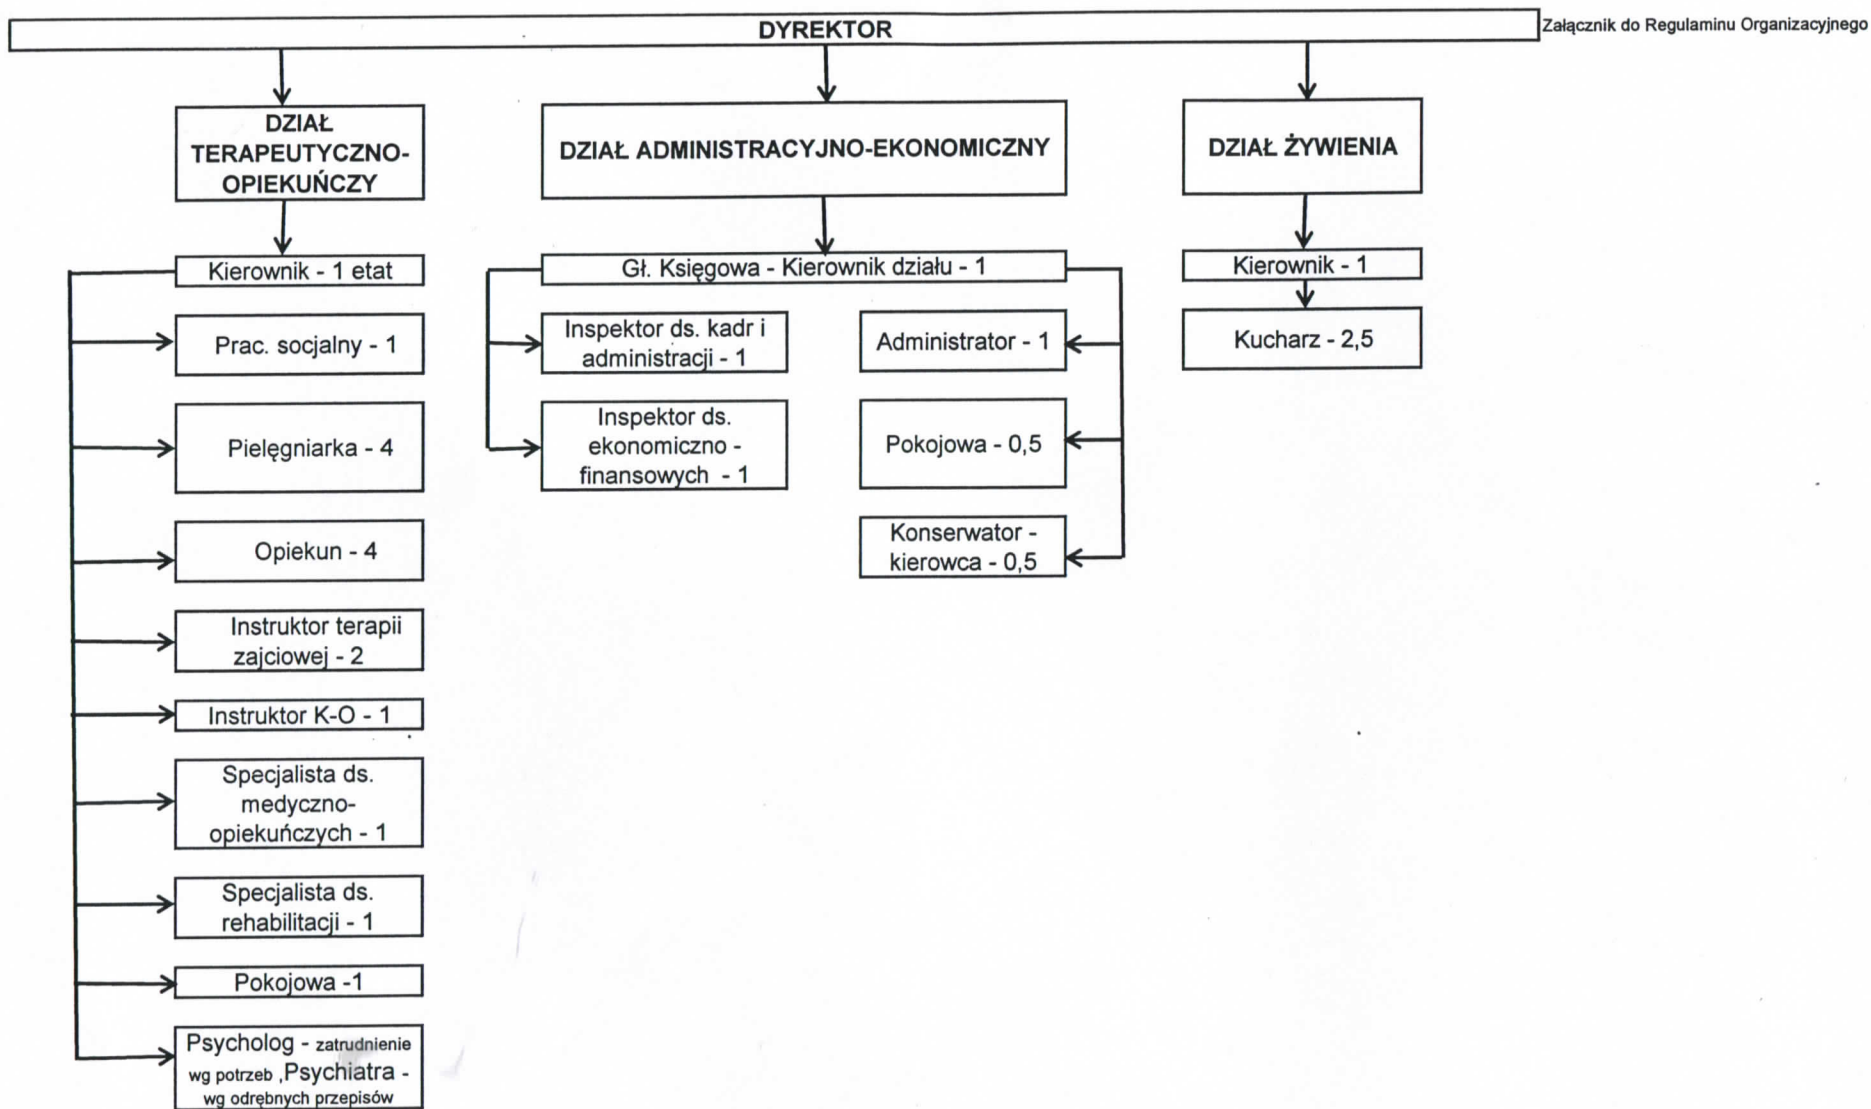 DYREKTOR
Załącznik do Regulaminu Organizacyjnego
DZIAŁ
TERAPEUTYCZNO-
OPIEKUŃCZY
Kierownik - 1 etat
Prac. socjalny - 1
Pielęgniarka - 4
Opiekun - 4
Instruktor terapii
zajciowej - 2
Instruktor K-O - 1
Specjalista ds.
medyczno-
opiekuńczych - 1
Specjalista ds.
rehabilitacji - 1
Pokojowa -1
Psycholog - zatrudnienie
wg potrzeb ,Psychiatra -
wg odrębnych przepisów
DZIAŁ ADMINISTRACYJNO-EKONOMICZNY
Gł. Księgowa - Kierownik działu - 1
Inspektor ds. kadr i
administracji - 1
Inspektor ds.
ekonomiczno -
finansowych - 1
Administrator - 1
Pokojowa - 0,5
Konserwator -
kierowca - 0,5
DZIAŁ ŻYWIENIA
Kierownik - 1
Kucharz - 2,5